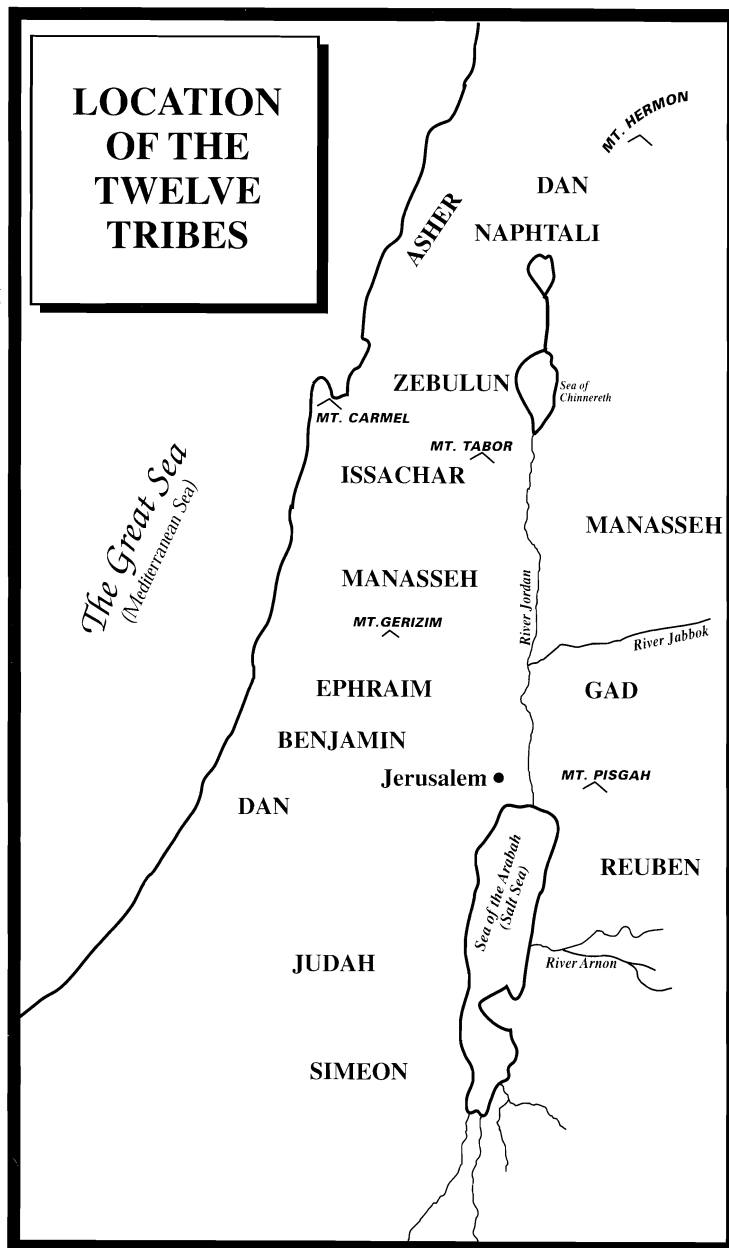 LOCATION
OF THE
TWELVE
TRIBES
MT. HERMON
DAN
ASHER
NAPHTALI
ZEBULUN
Sea of
Chinnereth
MT. CARMEL
MT. TABOR
ISSACHAR
The Great Sea
(Mediterranean Sea)
MANASSEH
MANASSEH
River Jordan
MT.GERIZIM
River Jabbok
EPHRAIM
GAD
BENJAMIN
Jerusalem
MT. PISGAH
DAN
Sea of the Arabah
(Salt Sea)
REUBEN
JUDAH
River Arnon
SIMEON